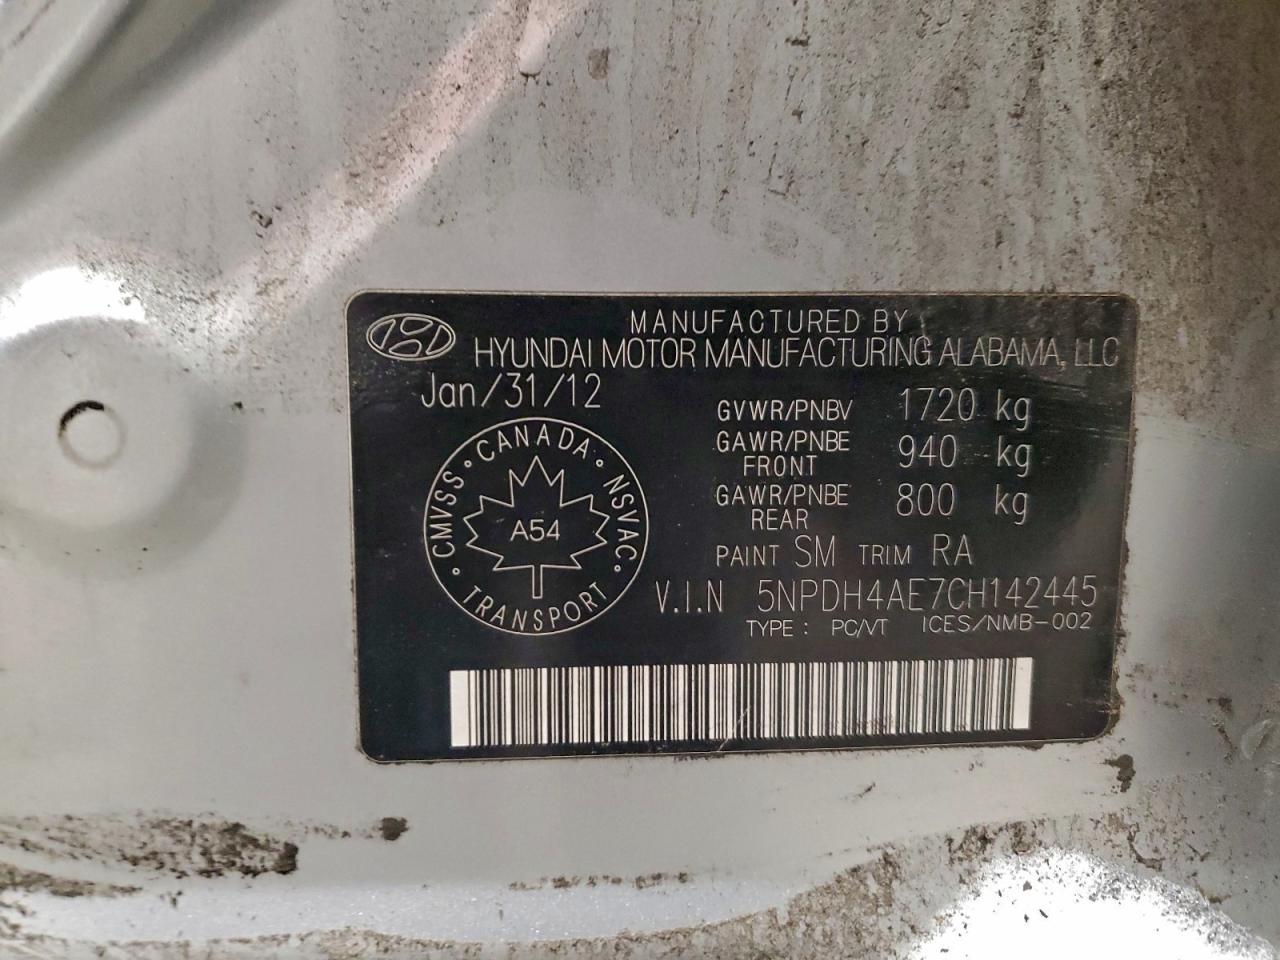 MANUFACTURED BY
HYUNDAI MOTOR MANUFACTURING ALABAMA, LLC
Jan/31/12
GVWR/PNBV 1720 kg
GAWR/PNBE FRONT 940 kg
GAWR/PNBE REAR 800 kg
PAINT SM TRIM RA
V.I.N 5NPDH4AE7CH142445
TYPE : PC/VT ICES/NMB-002
CMVSS • CANADA • NSVAC • TRANSPORT •
A54